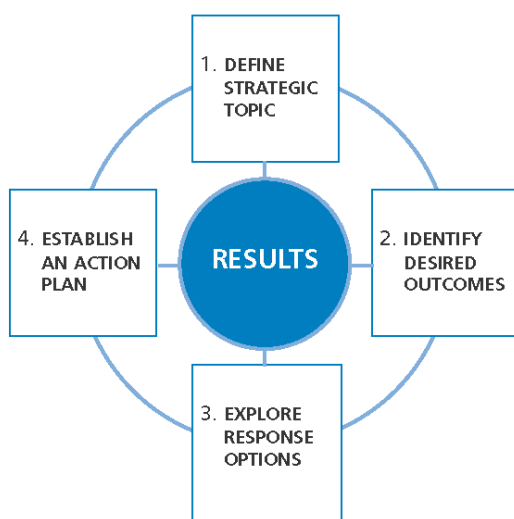 1. DEFINE
STRATEGIC
TOPIC
4. ESTABLISH
AN ACTION
PLAN
RESULTS
2. IDENTIFY
DESIRED
OUTCOMES
3. EXPLORE
RESPONSE
OPTIONS